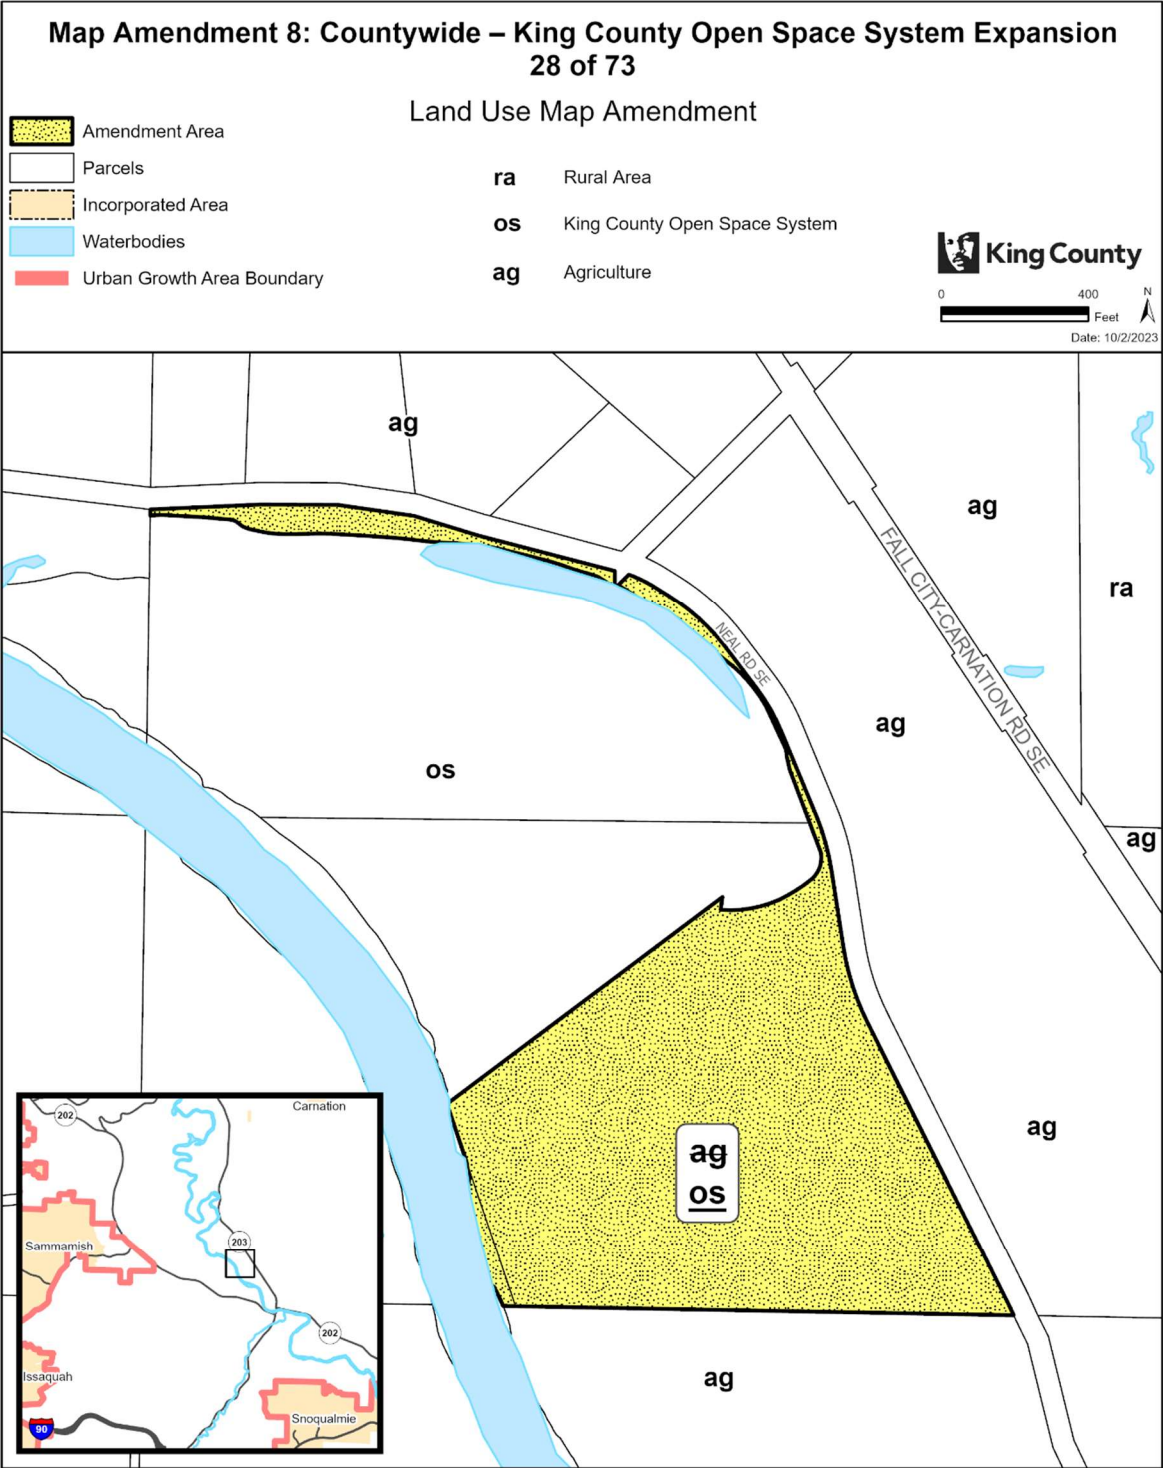 Map Amendment 8: Countywide – King County Open Space System Expansion
28 of 73
Land Use Map Amendment
Amendment Area
Parcels
Incorporated Area
Waterbodies
Urban Growth Area Boundary
ra Rural Area
os King County Open Space System
ag Agriculture
King County
0 400
Feet
N
Date: 10/2/2023
ag
ag
ra
FALL CITY-CARNATION RD SE
NEAL RD SE
ag
os
ag
ag
ag
os
ag
Carnation
202
203
Sammamish
202
Issaquah
Snoqualmie
90